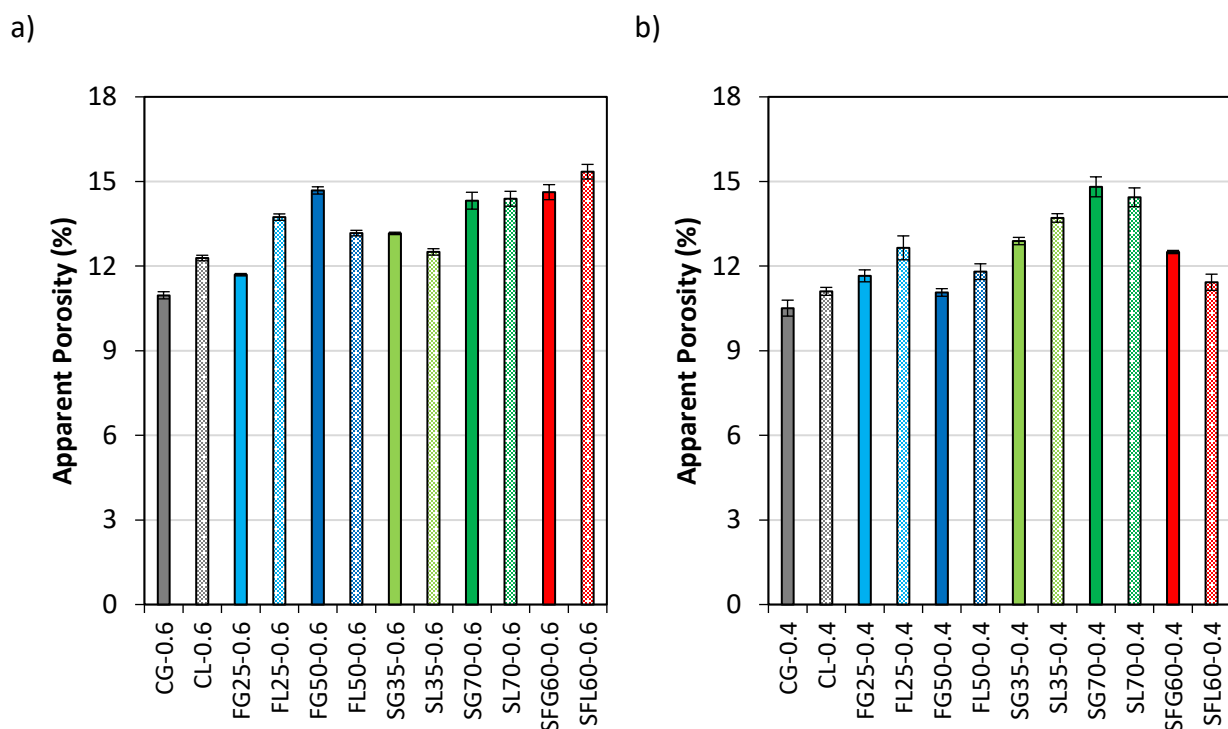 a)
Apparent Porosity (%)
18
15
12
9
6
3
0
CG-0.6
CL-0.6
FG25-0.6
FL25-0.6
FG50-0.6
FL50-0.6
SG35-0.6
SL35-0.6
SG70-0.6
SL70-0.6
SFG60-0.6
SFL60-0.6
b)
Apparent Porosity (%)
18
15
12
9
6
3
0
CG-0.4
CL-0.4
FG25-0.4
FL25-0.4
FG50-0.4
FL50-0.4
SG35-0.4
SL35-0.4
SG70-0.4
SL70-0.4
SFG60-0.4
SFL60-0.4